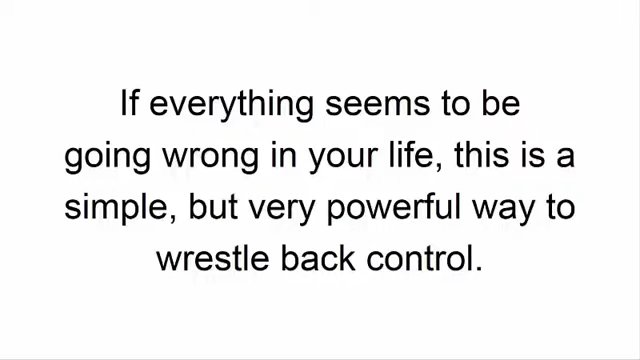 If everything seems to be
going wrong in your life, this is a
simple, but very powerful way to
wrestle back control.